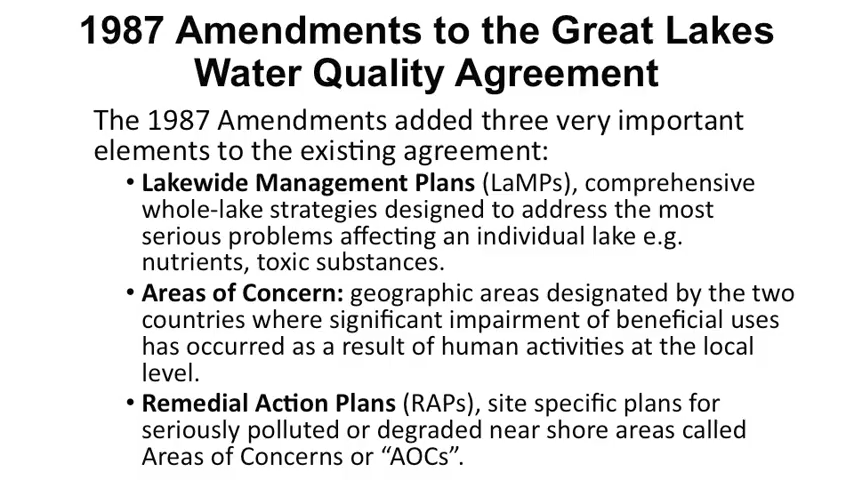 1987 Amendments to the Great Lakes
Water Quality Agreement
The 1987 Amendments added three very important
elements to the existing agreement:
• Lakewide Management Plans (LaMPs), comprehensive
whole-lake strategies designed to address the most
serious problems affecting an individual lake e.g.
nutrients, toxic substances.
• Areas of Concern: geographic areas designated by the two
countries where significant impairment of beneficial uses
has occurred as a result of human activities at the local
level.
• Remedial Action Plans (RAPs), site specific plans for
seriously polluted or degraded near shore areas called
Areas of Concerns or “AOCs”.